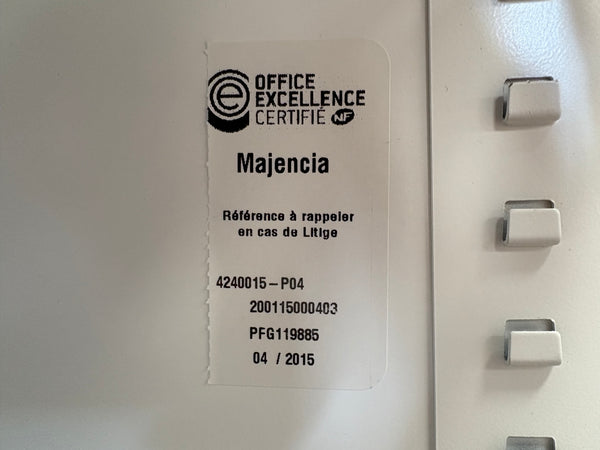 e OFFICE
EXCELLENCE
CERTIFIÉ NF
Majencia
Référence à rappeler
en cas de Litige
4240015-P04
200115000403
PFG119885
04 / 2015